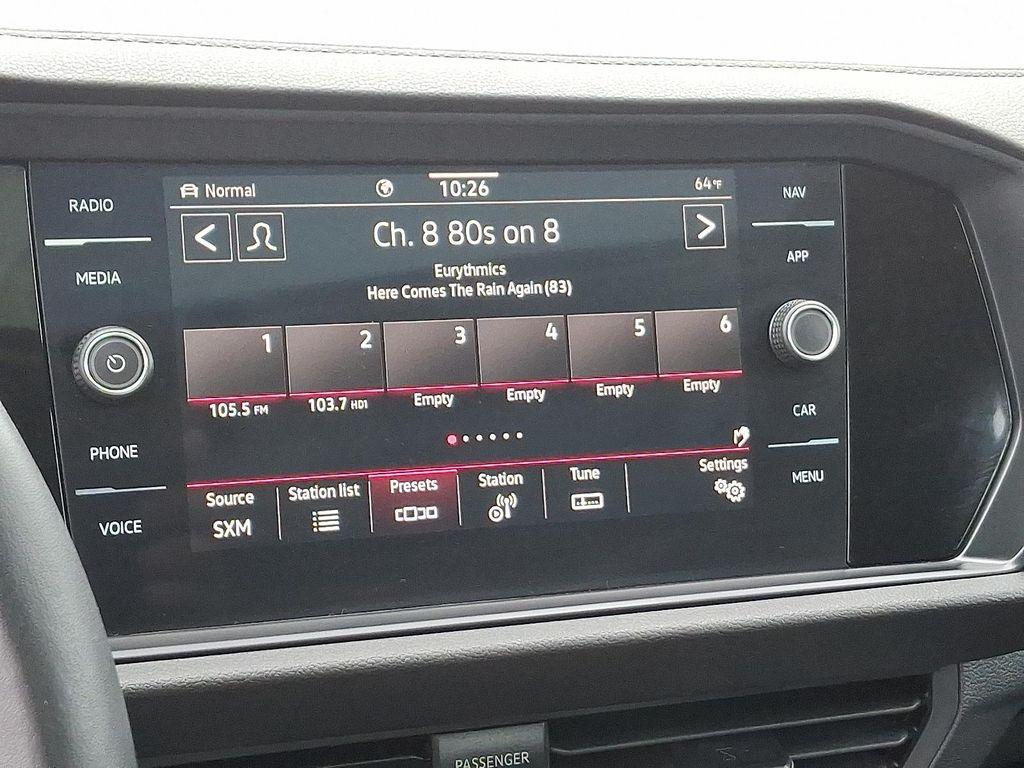 RADIO
MEDIA
PHONE
VOICE
Normal 10:26 64°F
< >
Ch. 8 80s on 8
Eurythmics
Here Comes The Rain Again (83)
1 2 3 4 5 6
105.5 FM 103.7 HD1 Empty Empty Empty Empty
Source Station list Presets Station Tune Settings
SXM
NAV
APP
CAR
MENU
PASSENGER